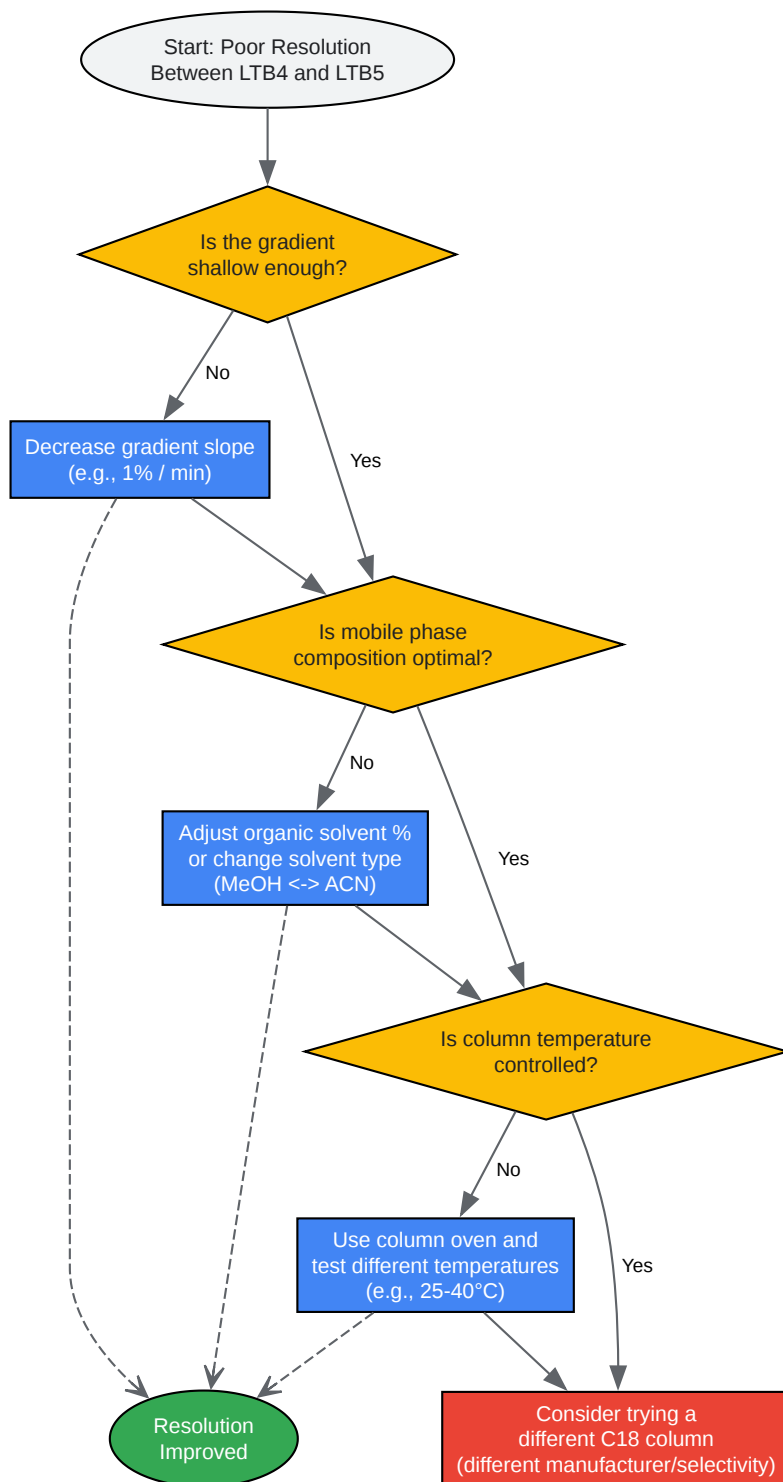 Start: Poor Resolution
Between LTB4 and LTB5
Is the gradient
shallow enough?
No
Decrease gradient slope
(e.g., 1% / min)
Yes
Is mobile phase
composition optimal?
No
Adjust organic solvent %
or change solvent type
(MeOH <-> ACN)
Yes
Is column temperature
controlled?
No
Use column oven and
test different temperatures
(e.g., 25-40°C)
Yes
Resolution
Improved
Consider trying a
different C18 column
(different manufacturer/selectivity)